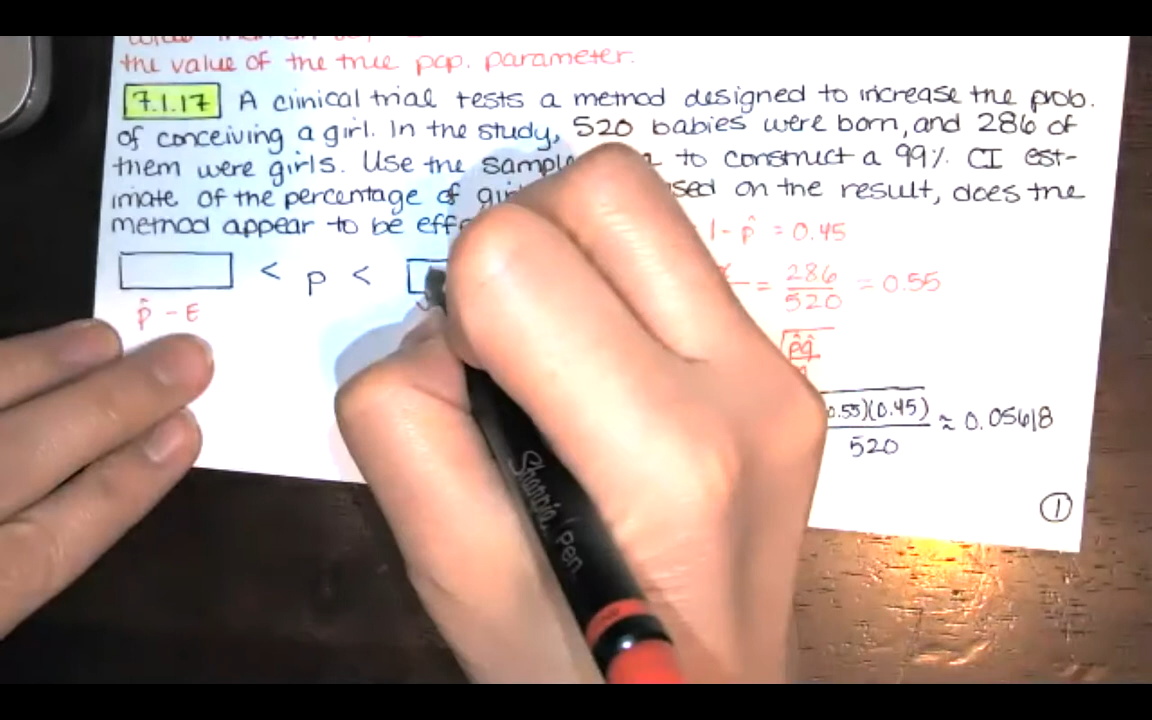 the value of the true pop. parameter.
7.1.17 A clinical trial tests a method designed to increase the prob.
of conceiving a girl. In the study, 520 babies were born, and 286 of
them were girls. Use the sample to construct a 99% CI est-
imate of the percentage of on the result, does the
method appear to be
1 - p̂ = 0.45
< p <
= 286/520 = 0.55
p̂ - E
√p̂q̂
(0.45) / 520 ≈ 0.05618
Sharpie pen
1